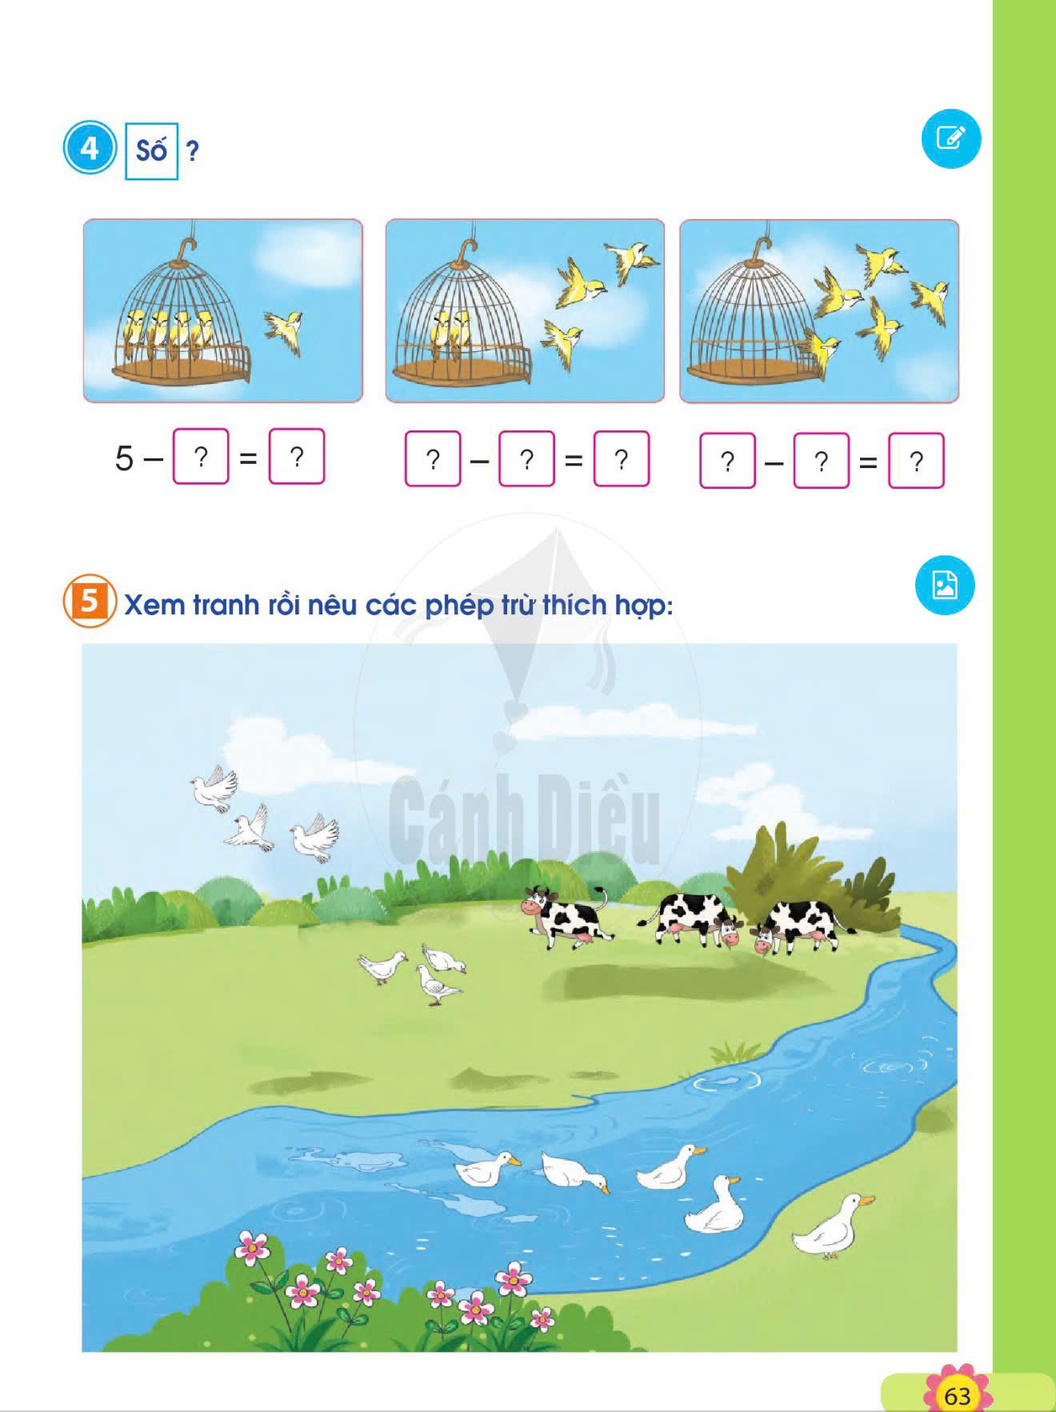 4 Số ?
5 – ? = ?
? – ? = ?
? – ? = ?
5 Xem tranh rồi nêu các phép trừ thích hợp:
Cánh Diều
63